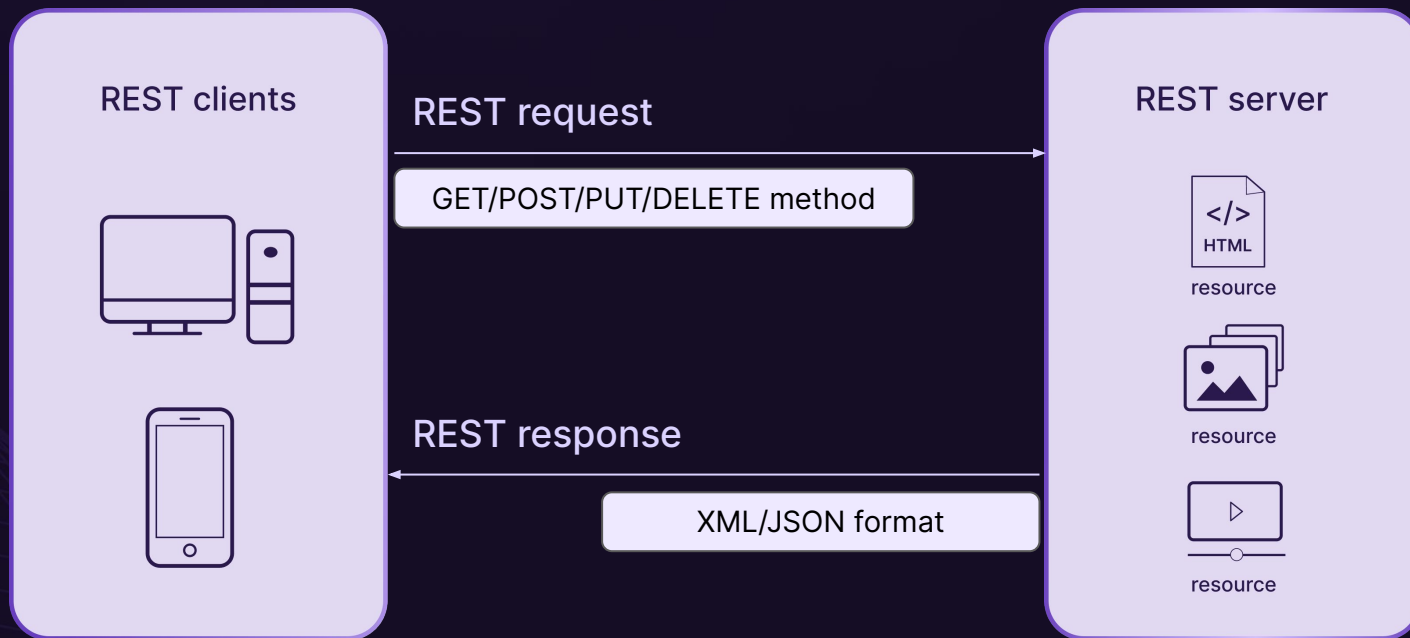 REST clients
REST request
GET/POST/PUT/DELETE method
REST response
XML/JSON format
REST server
</>
HTML
resource
resource
resource